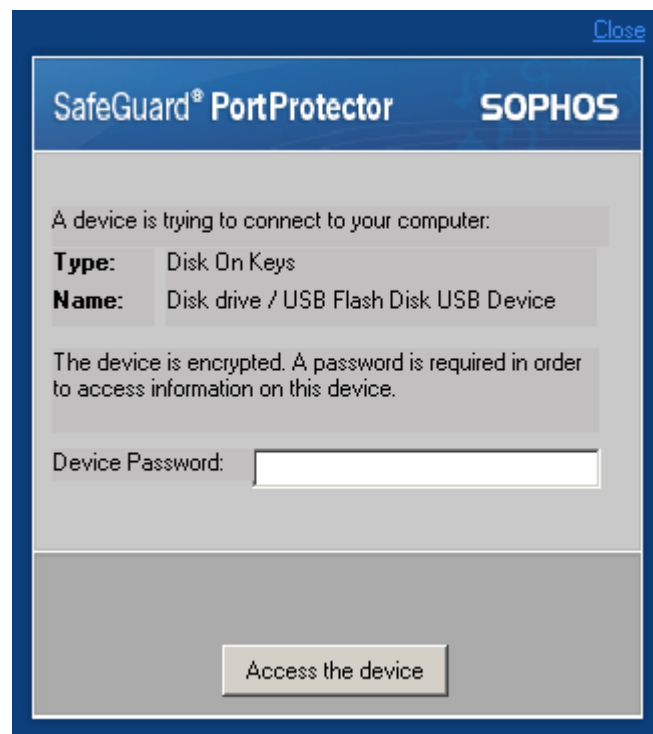 Close
SafeGuard® PortProtector SOPHOS
A device is trying to connect to your computer:
Type: Disk On Keys
Name: Disk drive / USB Flash Disk USB Device
The device is encrypted. A password is required in order
to access information on this device.
Device Password:
Access the device